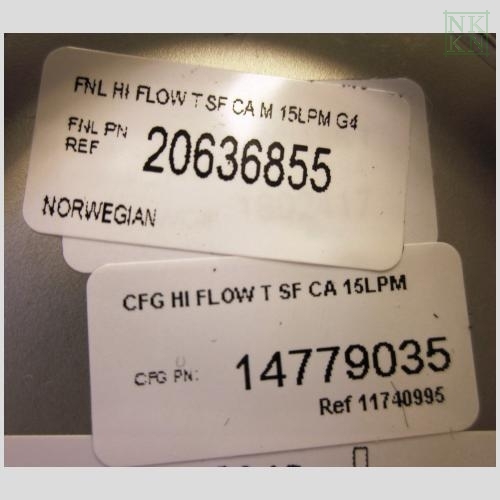 NK
KN
FNL HI FLOW T SF CA M 15LPM G4
FNL PN 20636855
REF
NORWEGIAN
CFG HI FLOW T SF CA 15LPM
CFG PN: 14779035
Ref 11740995